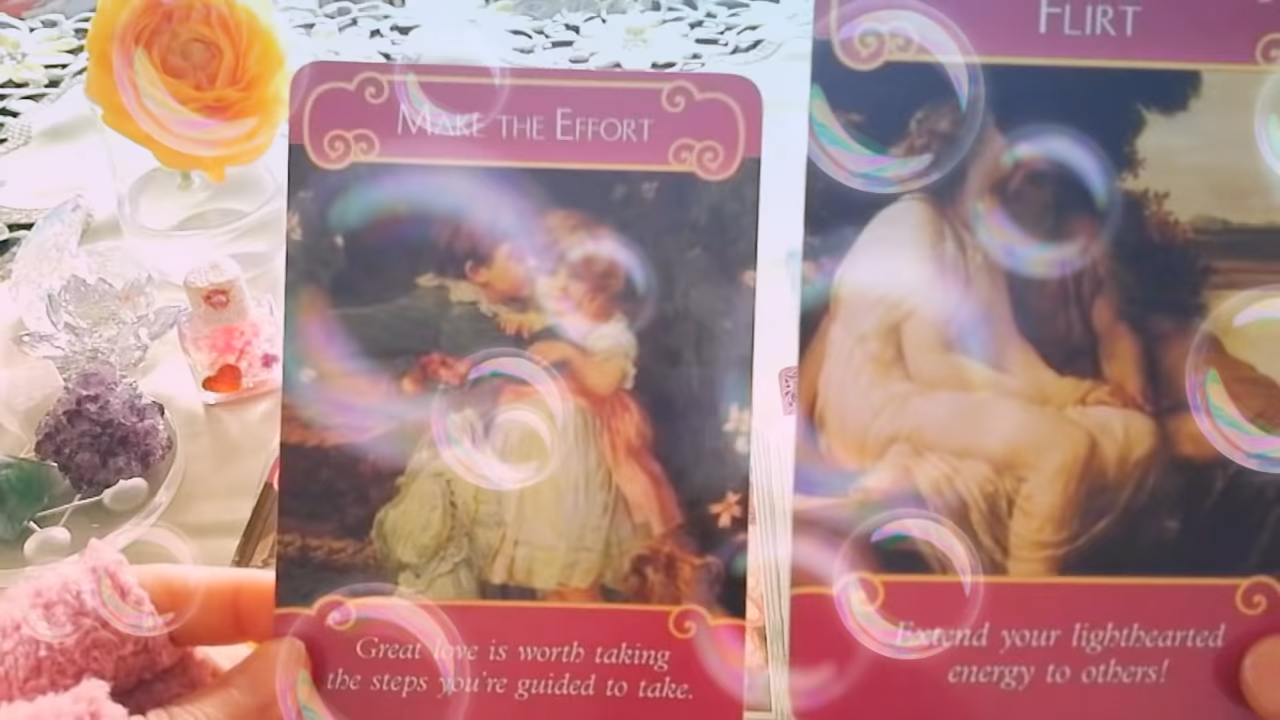 MAKE THE EFFORT
Great love is worth taking
the steps you're guided to take.
FLIRT
Extend your lighthearted
energy to others!